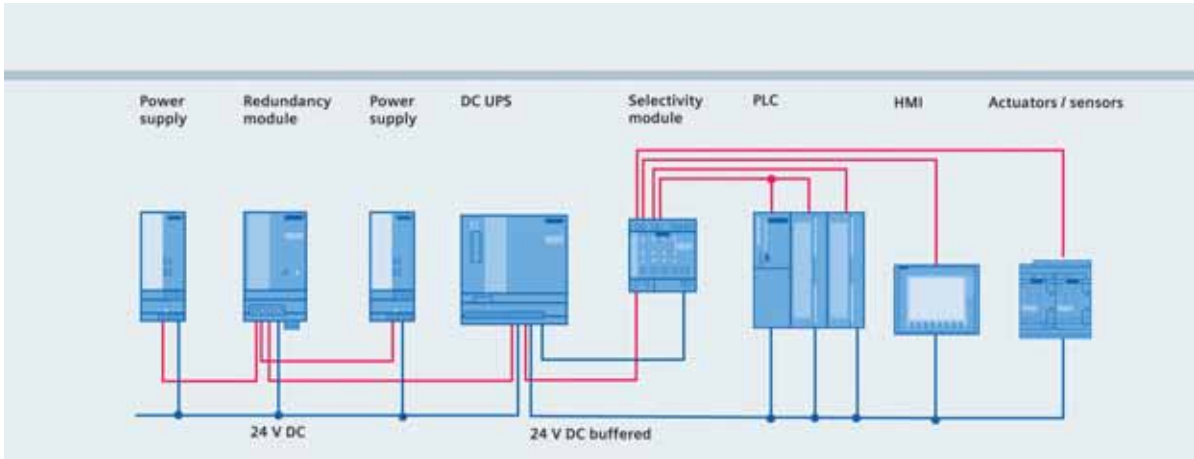 Power
supply
Redundancy
module
Power
supply
DC UPS
Selectivity
module
PLC
HMI
Actuators / sensors
24 V DC
24 V DC buffered